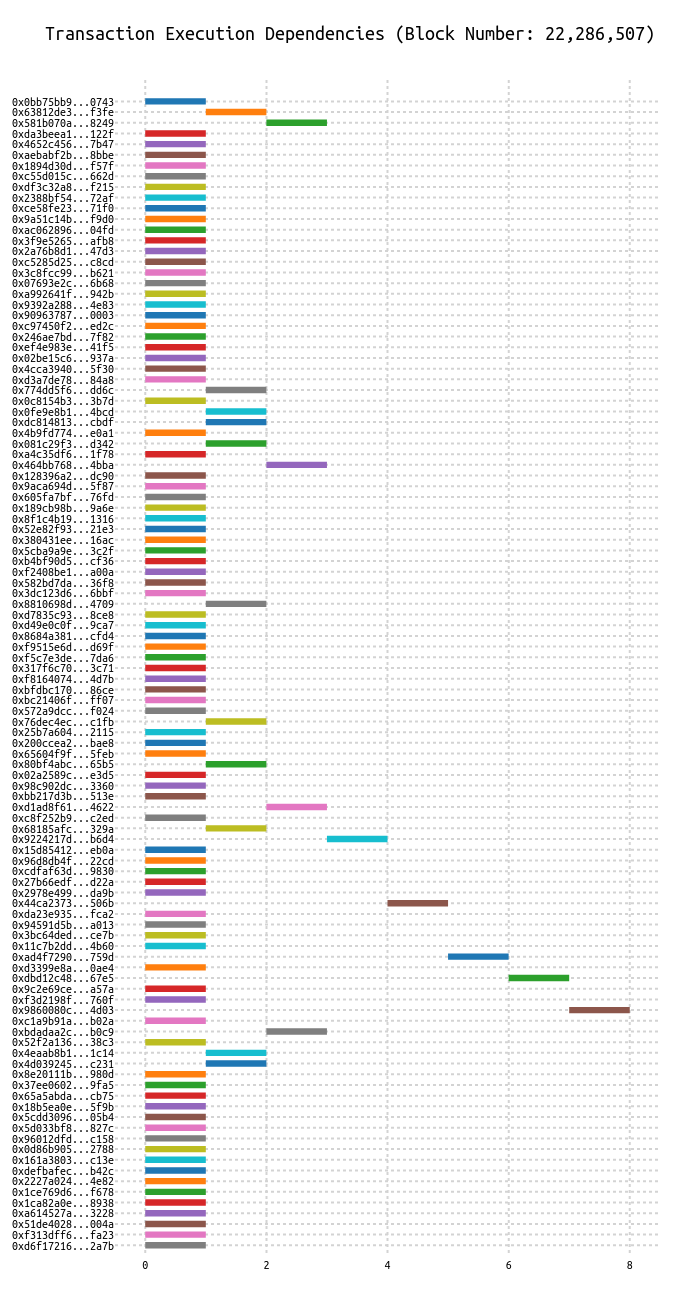 Transaction Execution Dependencies (Block Number: 22,286,507)
0x0bb75bb9...0743
0x63812de3...f3fe
0x581b070a...8249
0xda3beea1...122f
0x4652c456...7b47
0xaebabf2b...8bbe
0x1894d30d...f57f
0xc55d015c...662d
0xdf3c32a8...f215
0x2388bf54...72af
0xce58fe23...71f0
0x9a51c14b...f9d0
0xac062896...04fd
0x3f9e5265...afb8
0x2a76b8d1...47d3
0xc5285d25...c8cd
0x3c8fcc99...b621
0x07693e2c...6b68
0xa992641f...942b
0x9392a288...4e83
0x90963787...0003
0xc97450f2...ed2c
0x246ae7bd...7f82
0xef4e983e...41f5
0x02be15c6...937a
0x4cca3940...5f30
0xd3a7de78...84a8
0x774dd5f6...dd6c
0x0c8154b3...3b7d
0x0fe9e8b1...4bcd
0xdc814813...cbdf
0x4b9fd774...e0a1
0x081c29f3...d342
0xa4c35df6...1f78
0x464bb768...4bba
0x128396a2...dc90
0x9aca694d...5f87
0x605fa7bf...76fd
0x189cb98b...9a6e
0x8f1c4b19...1316
0x52e82f93...21e3
0x380431ee...16ac
0x5cba9a9e...3c2f
0xb4bf90d5...cf36
0xf2408be1...a00a
0x582bd7da...36f8
0x3dc123d6...6bbf
0x8810698d...4709
0xd7835c93...8ce8
0xd49e0c0f...9ca7
0x8684a381...cfd4
0xf9515e6d...d69f
0xf5c7e3de...7da6
0x317f6c70...3c71
0xf8164074...4d7b
0xbfdbc170...86ce
0xbc21406f...ff07
0x572a9dcc...f024
0x76dec4ec...c1fb
0x25b7a604...2115
0x200ccea2...bae8
0x65604f9f...5feb
0x80bf4abc...65b5
0x02a2589c...e3d5
0x98c902dc...3360
0xbb217d3b...513e
0xd1ad8f61...4622
0xc8f252b9...c2ed
0x68185afc...329a
0x9224217d...b6d4
0x15d85412...eb0a
0x96d8db4f...22cd
0xcdfaf63d...9830
0x27b66edf...d22a
0x2978e499...da9b
0x44ca2373...506b
0xda23e935...fca2
0x94591d5b...a013
0x3bc64ded...ce7b
0x11c7b2dd...4b60
0xad4f7290...759d
0xd3399e8a...0ae4
0xdbd12c48...67e5
0x9c2e69ce...a57a
0xf3d2198f...760f
0x9860080c...4d03
0xc1a9b91a...b02a
0xbdadaa2c...b0c9
0x52f2a136...38c3
0x4eaab8b1...1c14
0x4d039245...c231
0x8e20111b...980d
0x37ee0602...9fa5
0x65a5abda...cb75
0x18b5ea0e...5f9b
0x5cdd3096...05b4
0x5d033bf8...827c
0x96012dfd...c158
0x0d86b905...2788
0x161a3803...c13e
0xdefbafec...b42c
0x2227a024...4e82
0x1ce769d6...f678
0x1ca82a0e...8938
0xa614527a...3228
0x51de4028...004a
0xf313dff6...fa23
0xd6f17216...2a7b
0 2 4 6 8